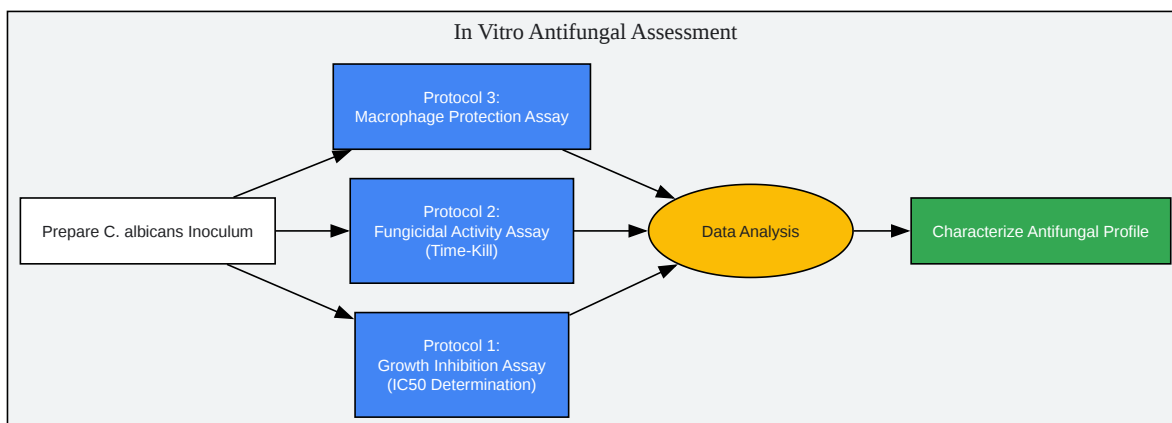 In Vitro Antifungal Assessment
Protocol 3:
Macrophage Protection Assay
Prepare C. albicans Inoculum
Protocol 2:
Fungicidal Activity Assay
(Time-Kill)
Data Analysis
Characterize Antifungal Profile
Protocol 1:
Growth Inhibition Assay
(IC50 Determination)